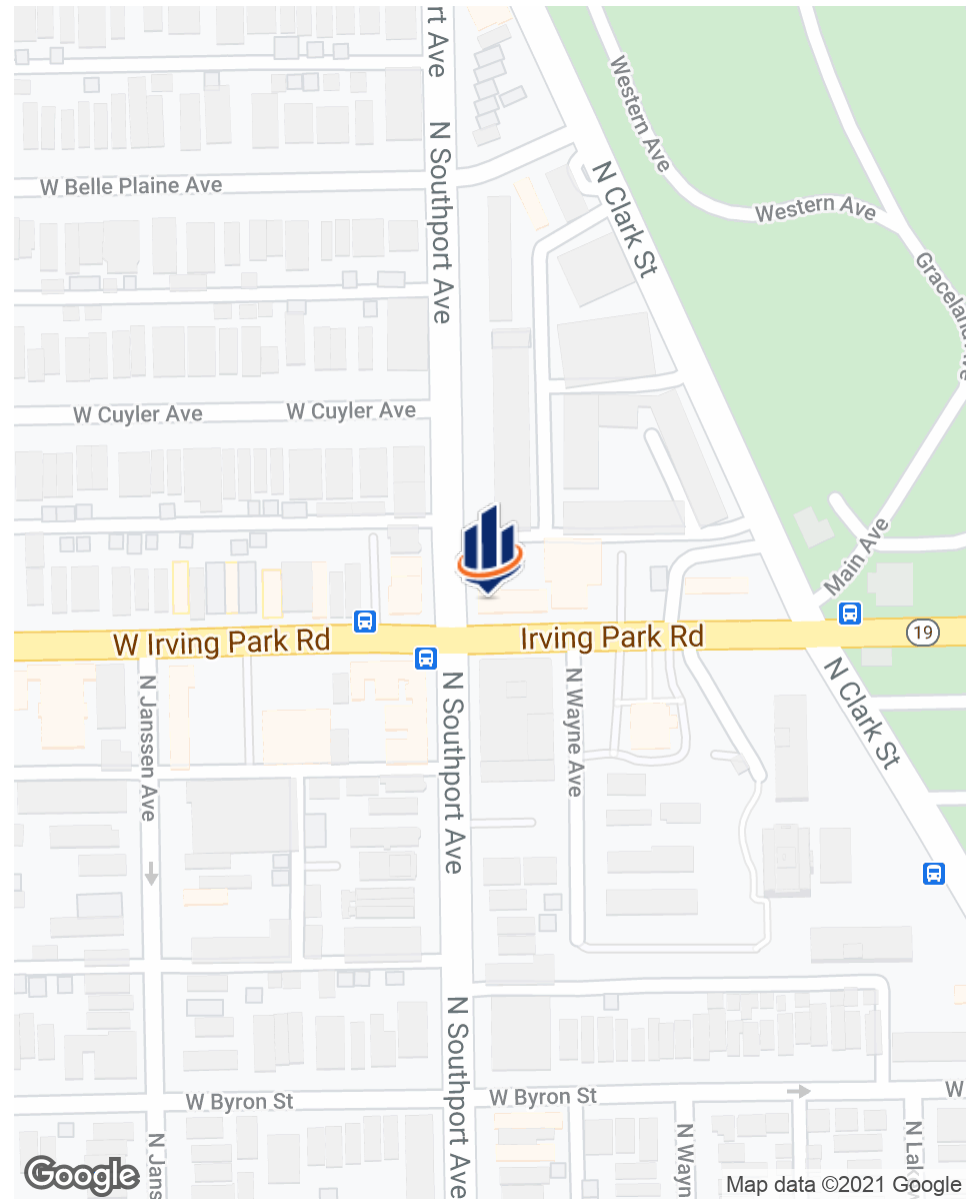 rt Ave
Western Ave
N Southport Ave
W Belle Plaine Ave
N Clark St
Western Ave
Graceland Ave
W Cuyler Ave
W Cuyler Ave
Main Ave
W Irving Park Rd
Irving Park Rd
19
N Janssen Ave
N Southport Ave
N Wayne Ave
N Clark St
N Southport Ave
W Byron St
W Byron St
W
N Jans
N Wayn
N Lak
Google
Map data ©2021 Google